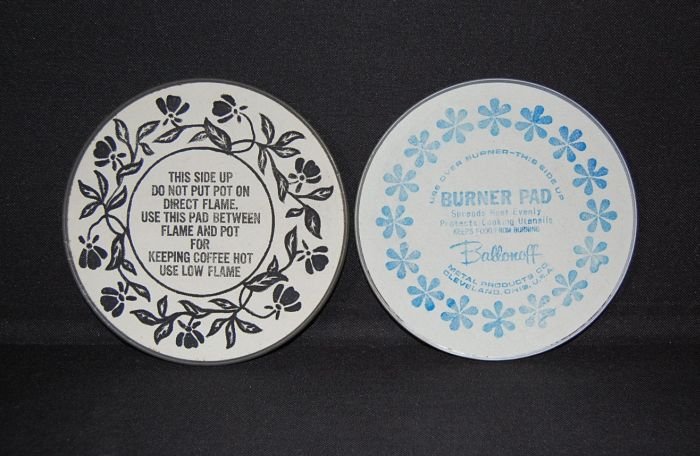 THIS SIDE UP
DO NOT PUT POT ON
DIRECT FLAME.
USE THIS PAD BETWEEN
FLAME AND POT
FOR
KEEPING COFFEE HOT
USE LOW FLAME
USE OVER BURNER-THIS SIDE UP
BURNER PAD
Spreads Heat Evenly
Protects Cooking Utensils
KEEPS FOOD FROM BURNING
Ballonoff
METAL PRODUCTS CO.
CLEVELAND, OHIO, U.S.A.